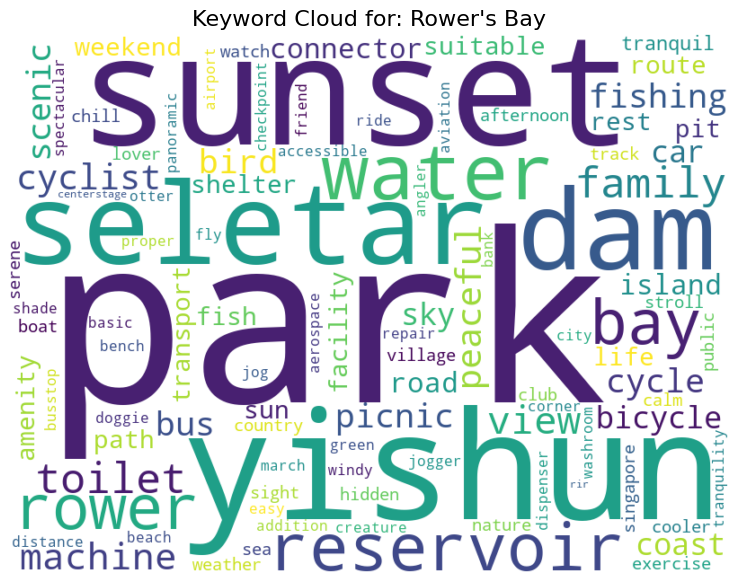 Keyword Cloud for: Rower's Bay
weekend
watch
connector
suitable
tranquil
scenic
spectacular
sunset
airport
checkpoint
friend
route
chill
panoramic
ride
aviation
afternoon
fishing
rest
pit
lover
bird
accessible
track
car
cyclist
shelter
water
angler
family
centerstage
otter
seletar
dam
proper
fly
serene
park
peaceful
bank
island
shade
boat
basic
transport
fish
aerospace
facility
sky
repair
bay
stroll
public
bench
village
city
life
amenity
busstop
jog
road
cycle
doggie
bus
sun
picnic
club
calm
path
country
view
corner
bicycle
toilet
yishun
green
march
windy
jogger
washroom
rower
sight
easy
hidden
dispenser
rir
singapore
tranquility
addition
creature
nature
cooler
distance
beach
machine
weather
sea
reservoir
coast
exercise